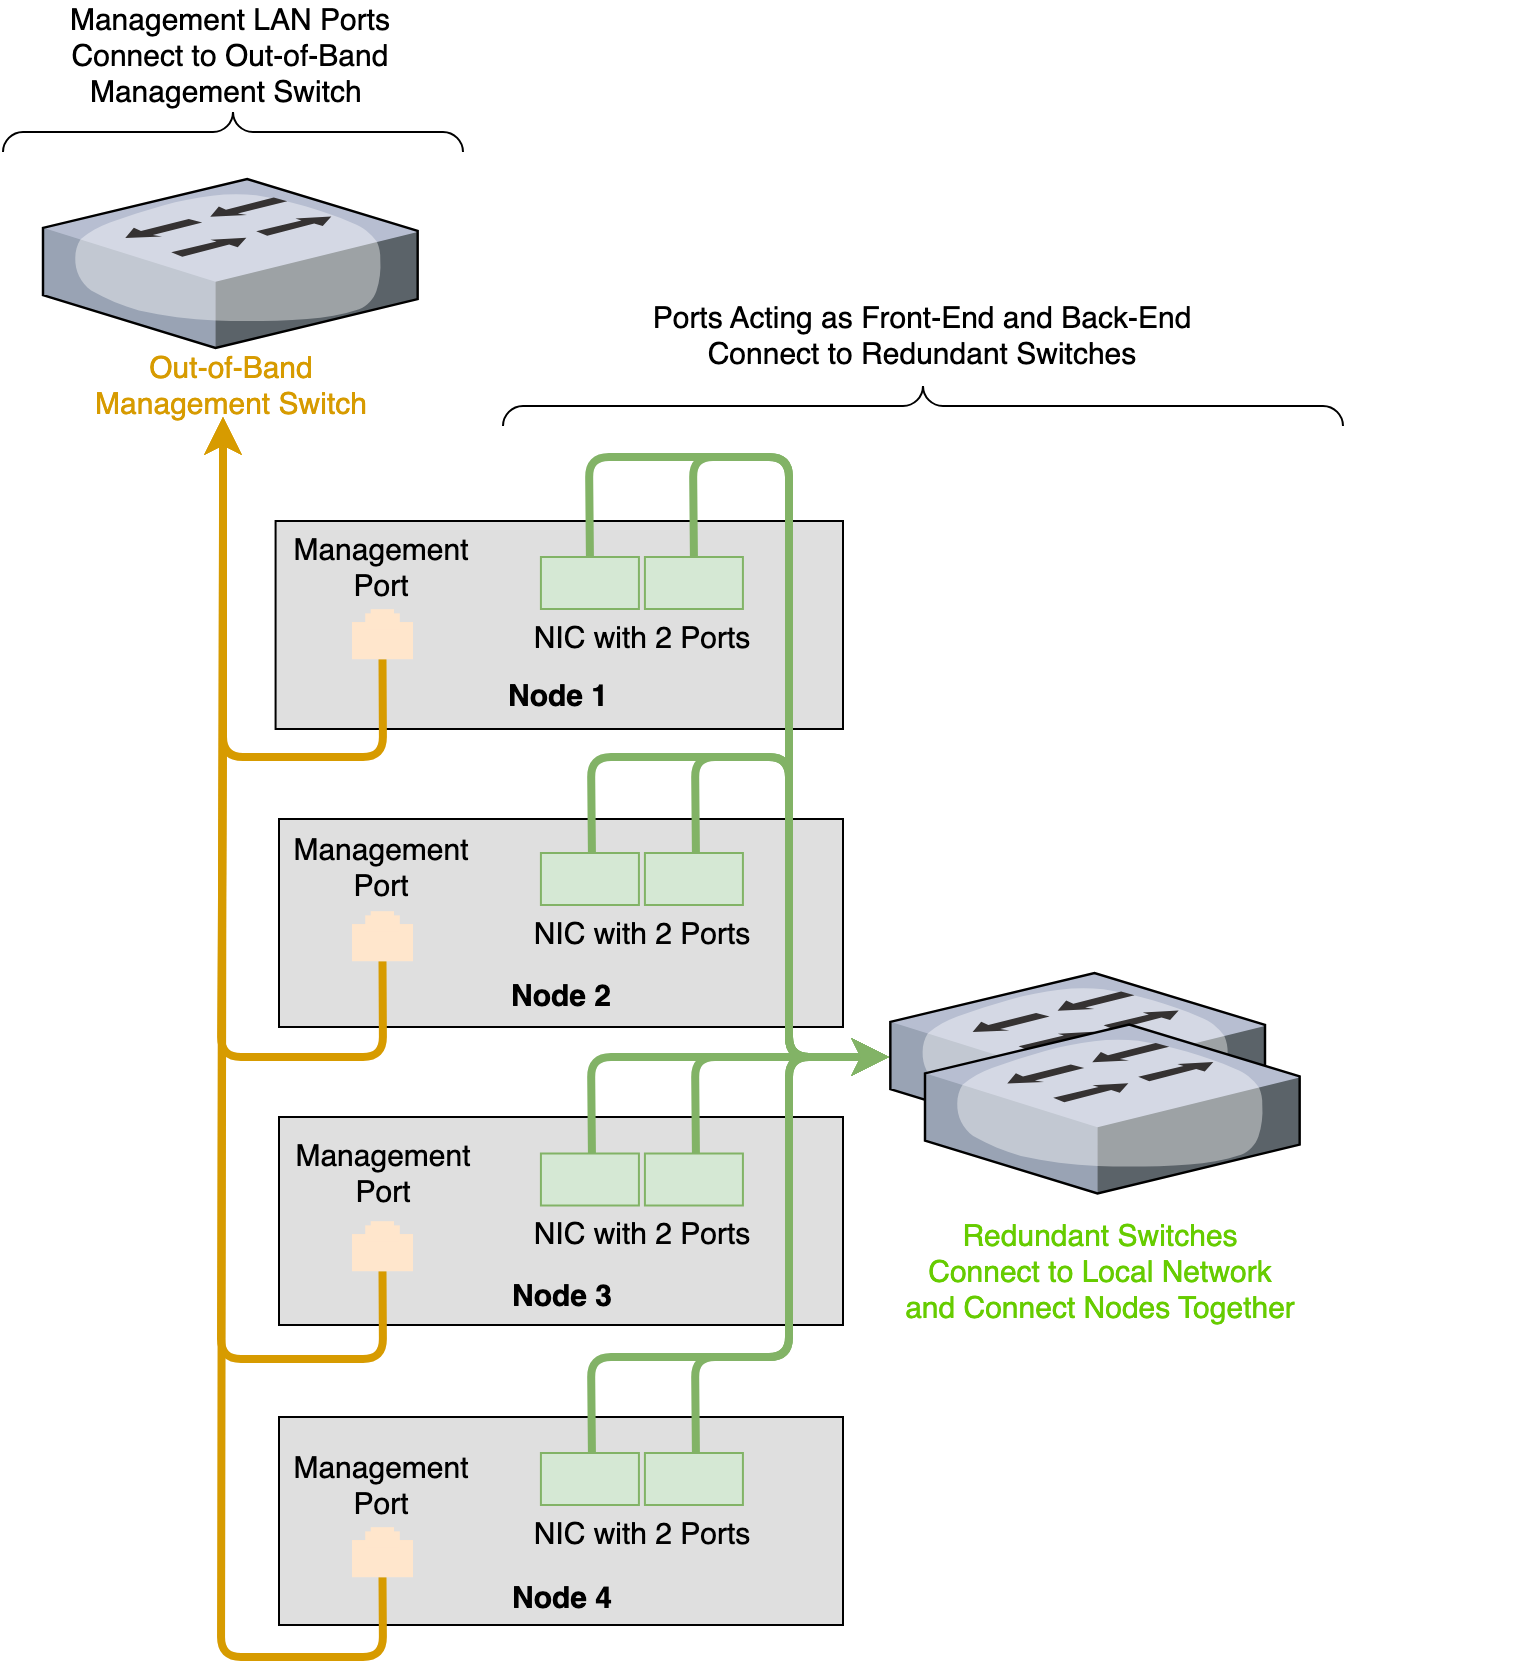 Management LAN Ports
Connect to Out-of-Band
Management Switch
Out-of-Band
Management Switch
Ports Acting as Front-End and Back-End
Connect to Redundant Switches
Management
Port
NIC with 2 Ports
Node 1
Management
Port
NIC with 2 Ports
Node 2
Management
Port
NIC with 2 Ports
Node 3
Redundant Switches
Connect to Local Network
and Connect Nodes Together
Management
Port
NIC with 2 Ports
Node 4